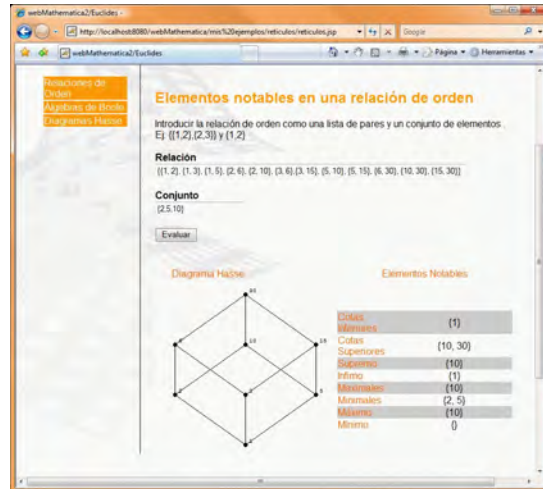 webMathematica2/Euclides -
http://localhost:8080/webMathematica/mis%20ejemplos/reticulos/reticulos.jsp
Google
webMathematica2/Euclides
Página
Herramientas
Relaciones de
Orden
Algebras de Boole
Diagramas Hasse
Elementos notables en una relación de orden
Introducir la relación de orden como una lista de pares y un conjunto de elementos .
Ej: {{1,2},{2,3}} y {1,2}
Relación
{{1, 2}, {1, 3}, {1, 5}, {2, 6}, {2, 10}, {3, 6},{3, 15}, {5, 10}, {5, 15}, {6, 30}, {10, 30}, {15, 30}}
Conjunto
{2,5,10}
Evaluar
Diagrama Hasse
Elementos Notables
Cotas
inferiores
{1}
Cotas
Superiores
{10, 30}
Supremo
{10}
Infimo
{1}
Maximales
{10}
Minimales
{2, 5}
Máximo
{10}
Mínimo
{}